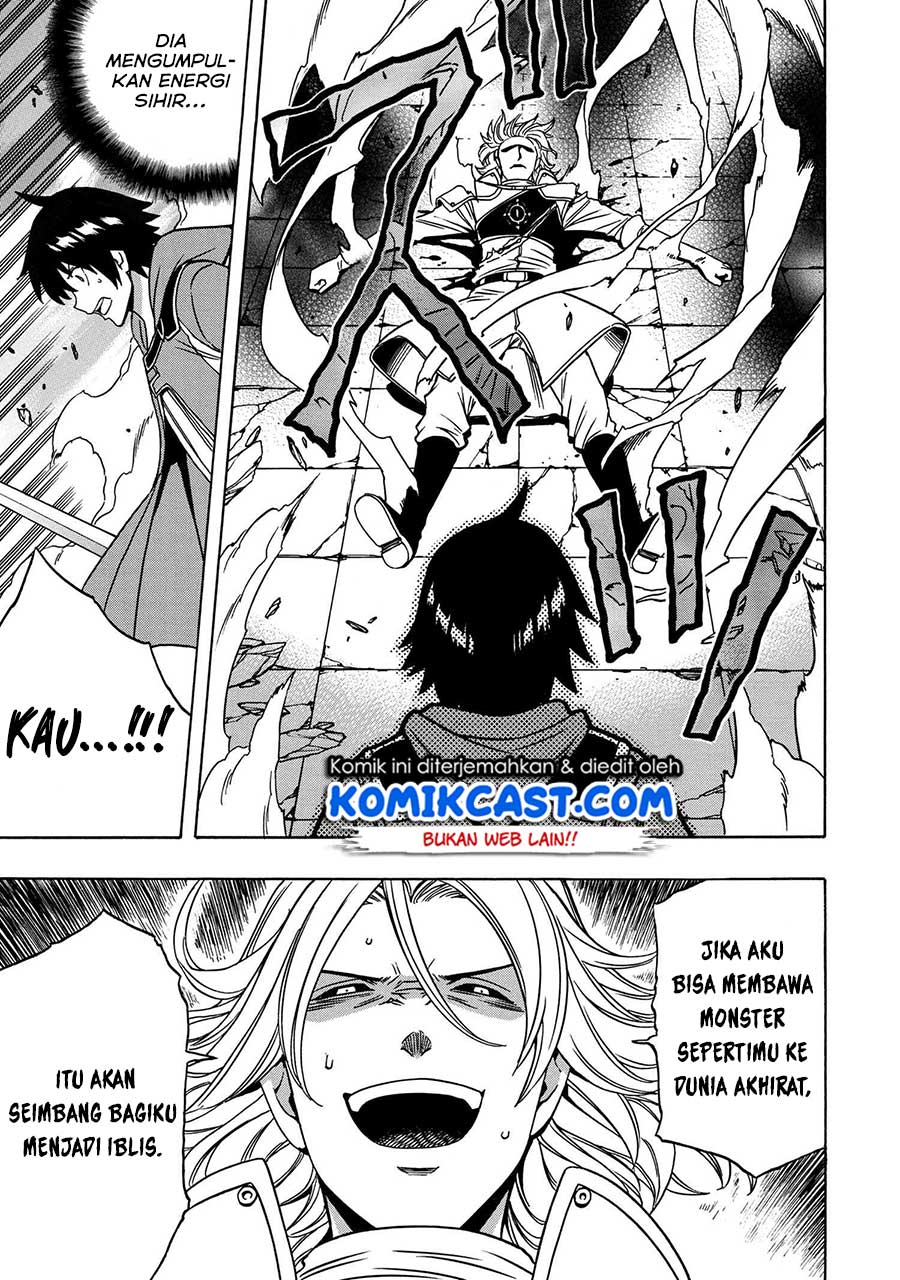 DIA
MENGUMPUL-
KAN ENERGI
SIHIR...
KAU...!!!
Komik ini diterjemahkan & diedit oleh
KOMIKCAST.COM
BUKAN WEB LAIN!!
JIKA AKU
BISA MEMBAWA
MONSTER
SEPERTIMU KE
DUNIA AKHIRAT,
ITU AKAN
SEIMBANG BAGIKU
MENJADI IBLIS.